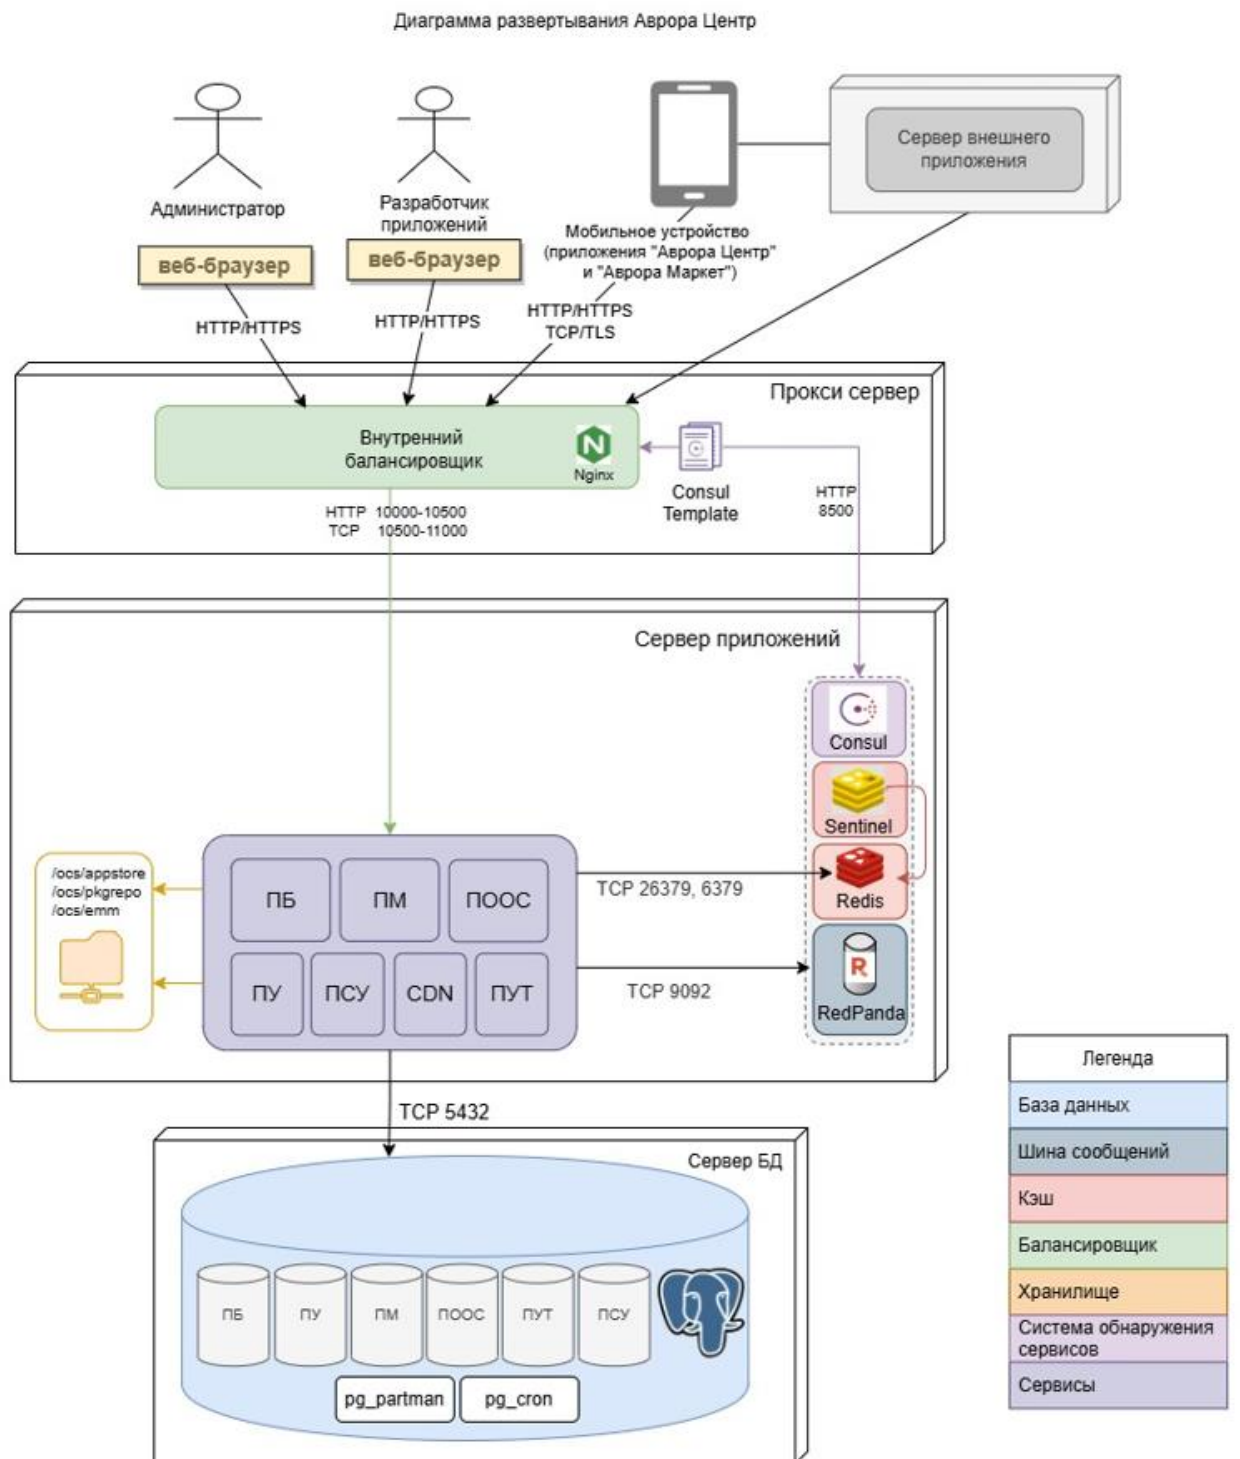 Диаграмма развертывания Аврора Центр
Администратор
веб-браузер
HTTP/HTTPS
Разработчик
приложений
веб-браузер
HTTP/HTTPS
Мобильное устройство
(приложения "Аврора Центр"
и "Аврора Маркет")
HTTP/HTTPS
TCP/TLS
Сервер внешнего
приложения
Прокси сервер
Внутренний
балансировщик
Nginx
Consul
Template
HTTP
8500
HTTP 10000-10500
TCP 10500-11000
Сервер приложений
Consul
Sentinel
Redis
RedPanda
/ocs/appstore
/ocs/pkgrepo
/ocs/emm
ПБ
ПМ
ПООС
ПУ
ПСУ
CDN
ПУТ
TCP 26379, 6379
TCP 9092
TCP 5432
Сервер БД
ПБ
ПУ
ПМ
ПООС
ПУТ
ПСУ
pg_partman
pg_cron
Легенда
База данных
Шина сообщений
Кэш
Балансировщик
Хранилище
Система обнаружения
сервисов
Сервисы